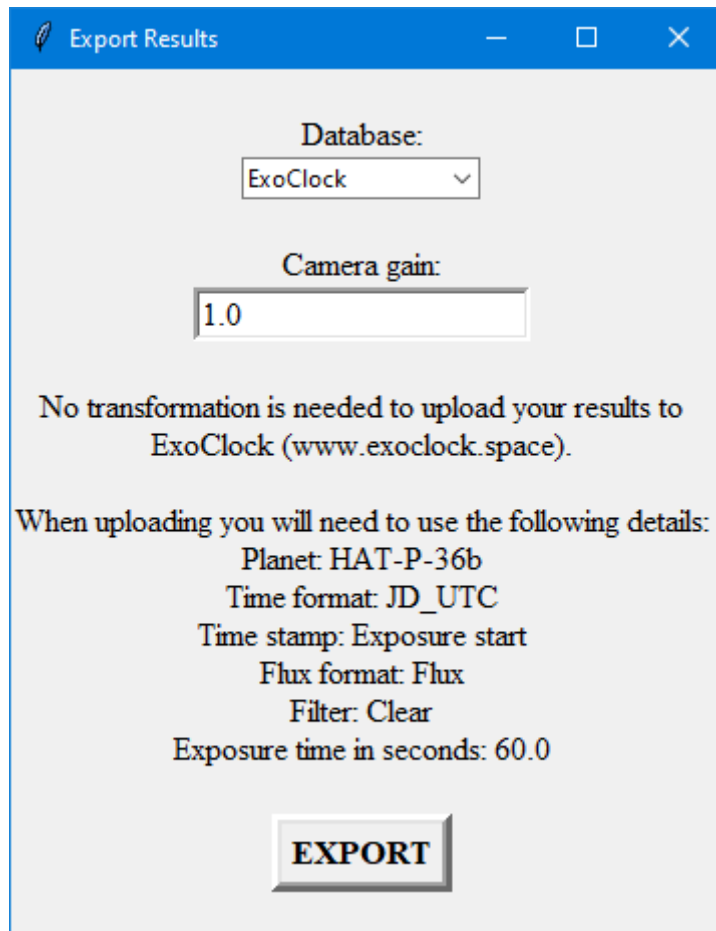 Export Results
Database:
ExoClock
Camera gain:
1.0
No transformation is needed to upload your results to
ExoClock (www.exoclock.space).
When uploading you will need to use the following details:
Planet: HAT-P-36b
Time format: JD_UTC
Time stamp: Exposure start
Flux format: Flux
Filter: Clear
Exposure time in seconds: 60.0
EXPORT